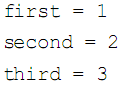 first = 1
second = 2
third = 3